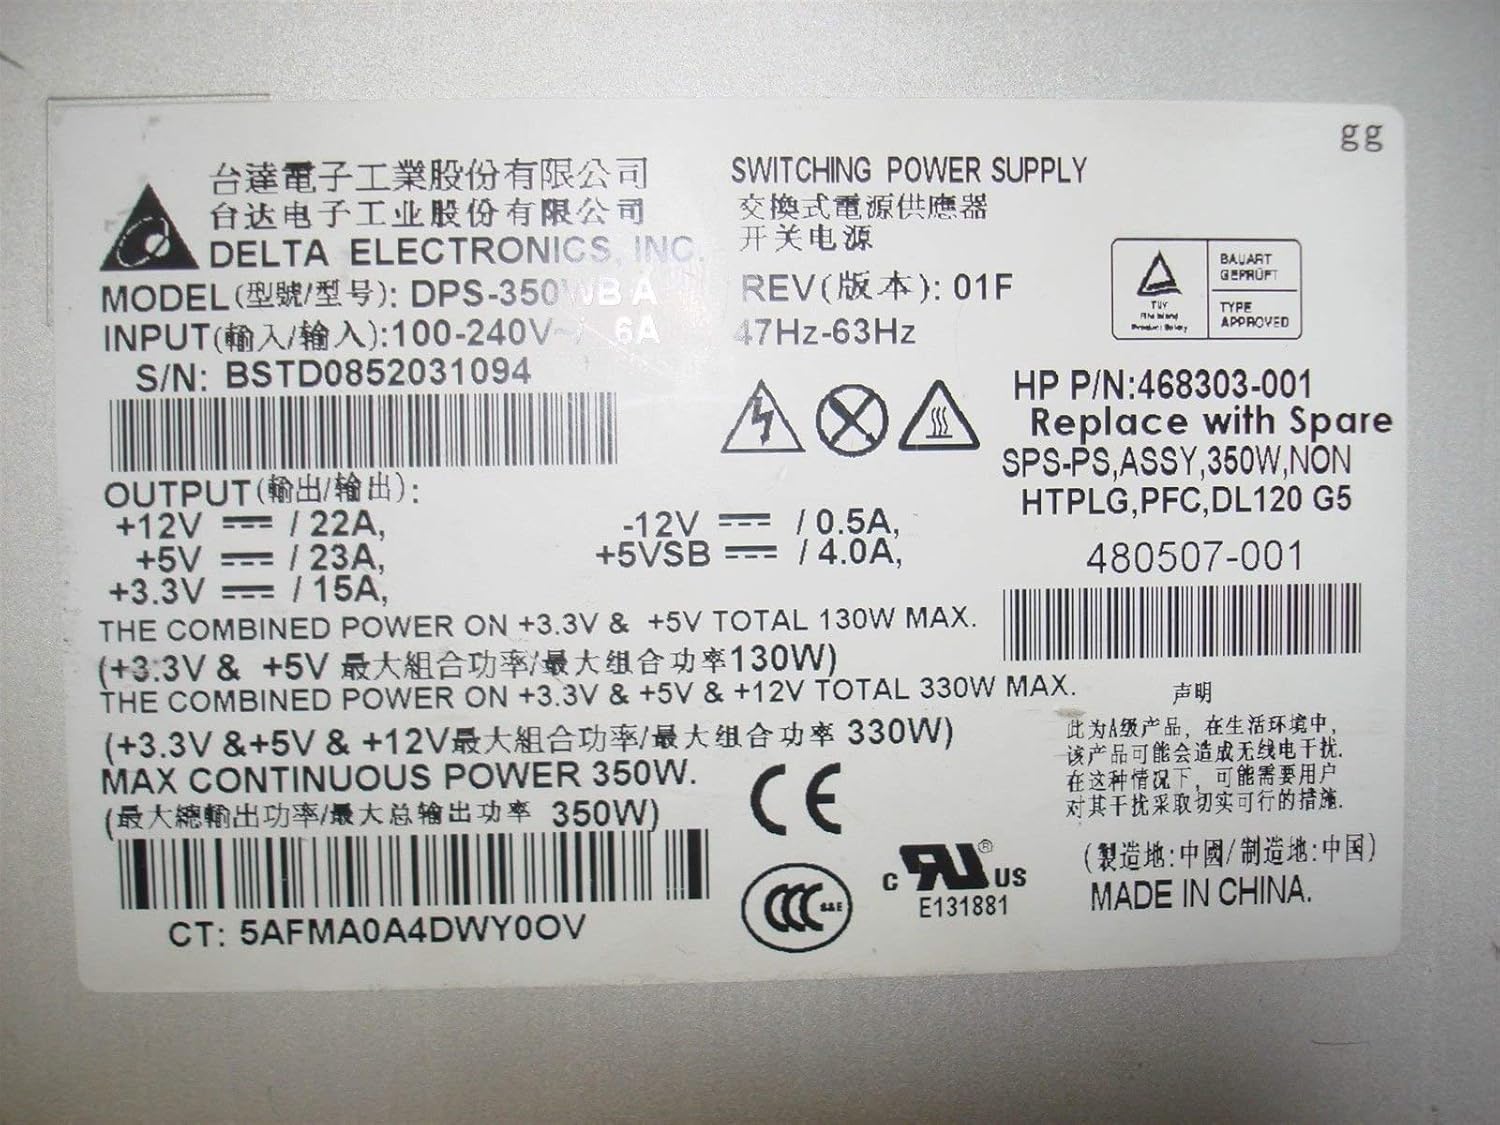 gg
台達電子工業股份有限公司
台达电子工业股份有限公司
DELTA ELECTRONICS, INC.
MODEL(型號/型号): DPS-350WB A
INPUT(輸入/输入):100-240V~/ 6A
S/N: BSTD0852031094
SWITCHING POWER SUPPLY
交換式電源供應器
开关电源
REV(版本): 01F
47Hz-63Hz
TUV
Rheinland
Product Safety
BAUART
GEPRÜFT
TYPE
APPROVED
HP P/N:468303-001
Replace with Spare
SPS-PS,ASSY,350W,NON
HTPLG,PFC,DL120 G5
480507-001
OUTPUT(輸出/输出):
+12V ⎓ / 22A, -12V ⎓ / 0.5A,
+5V ⎓ / 23A, +5VSB ⎓ / 4.0A,
+3.3V ⎓ / 15A,
THE COMBINED POWER ON +3.3V & +5V TOTAL 130W MAX.
(+3.3V & +5V 最大組合功率/最大组合功率130W)
THE COMBINED POWER ON +3.3V & +5V & +12V TOTAL 330W MAX.
(+3.3V &+5V & +12V最大組合功率/最大组合功率 330W)
MAX CONTINUOUS POWER 350W.
(最大總輸出功率/最大总输出功率 350W)
CT: 5AFMA0A4DWY0OV
声明
此为A级产品，在生活环境中，
该产品可能会造成无线电干扰.
在这种情况下，可能需要用户
对其干扰采取切实可行的措施.
(製造地:中國/制造地:中国)
MADE IN CHINA.
CE
CCC S&E
c RU ® US
E131881